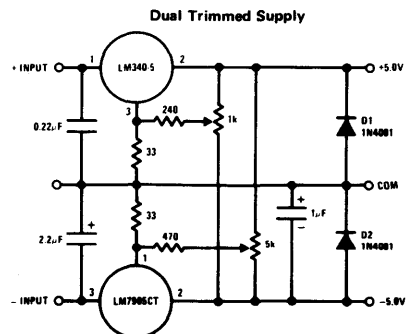 Dual Trimmed Supply
+ INPUT
1
LM340-5
2
+5.0V
3
240
1k
0.22µF
33
D1
1N4001
COM
+
33
+
1µF
−
2.2µF
470
5k
D2
1N4001
1
− INPUT
3
LM7905CT
2
−5.0V